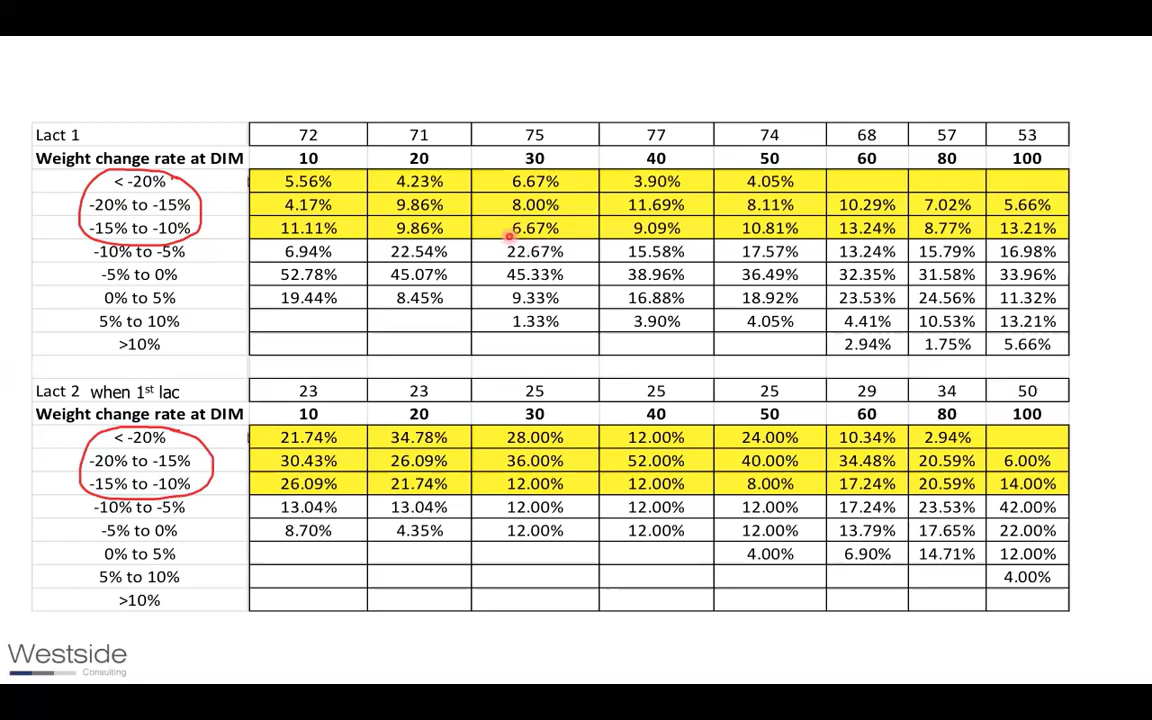 Lact 1 72 71 75 77 74 68 57 53
Weight change rate at DIM 10 20 30 40 50 60 80 100
< -20% 5.56% 4.23% 6.67% 3.90% 4.05%
-20% to -15% 4.17% 9.86% 8.00% 11.69% 8.11% 10.29% 7.02% 5.66%
-15% to -10% 11.11% 9.86% 6.67% 9.09% 10.81% 13.24% 8.77% 13.21%
-10% to -5% 6.94% 22.54% 22.67% 15.58% 17.57% 13.24% 15.79% 16.98%
-5% to 0% 52.78% 45.07% 45.33% 38.96% 36.49% 32.35% 31.58% 33.96%
0% to 5% 19.44% 8.45% 9.33% 16.88% 18.92% 23.53% 24.56% 11.32%
5% to 10% 1.33% 3.90% 4.05% 4.41% 10.53% 13.21%
>10% 2.94% 1.75% 5.66%
Lact 2 when 1st lac 23 23 25 25 25 29 34 50
Weight change rate at DIM 10 20 30 40 50 60 80 100
< -20% 21.74% 34.78% 28.00% 12.00% 24.00% 10.34% 2.94%
-20% to -15% 30.43% 26.09% 36.00% 52.00% 40.00% 34.48% 20.59% 6.00%
-15% to -10% 26.09% 21.74% 12.00% 12.00% 8.00% 17.24% 20.59% 14.00%
-10% to -5% 13.04% 13.04% 12.00% 12.00% 12.00% 17.24% 23.53% 42.00%
-5% to 0% 8.70% 4.35% 12.00% 12.00% 12.00% 13.79% 17.65% 22.00%
0% to 5% 4.00% 6.90% 14.71% 12.00%
5% to 10% 4.00%
>10%
Westside
Consulting